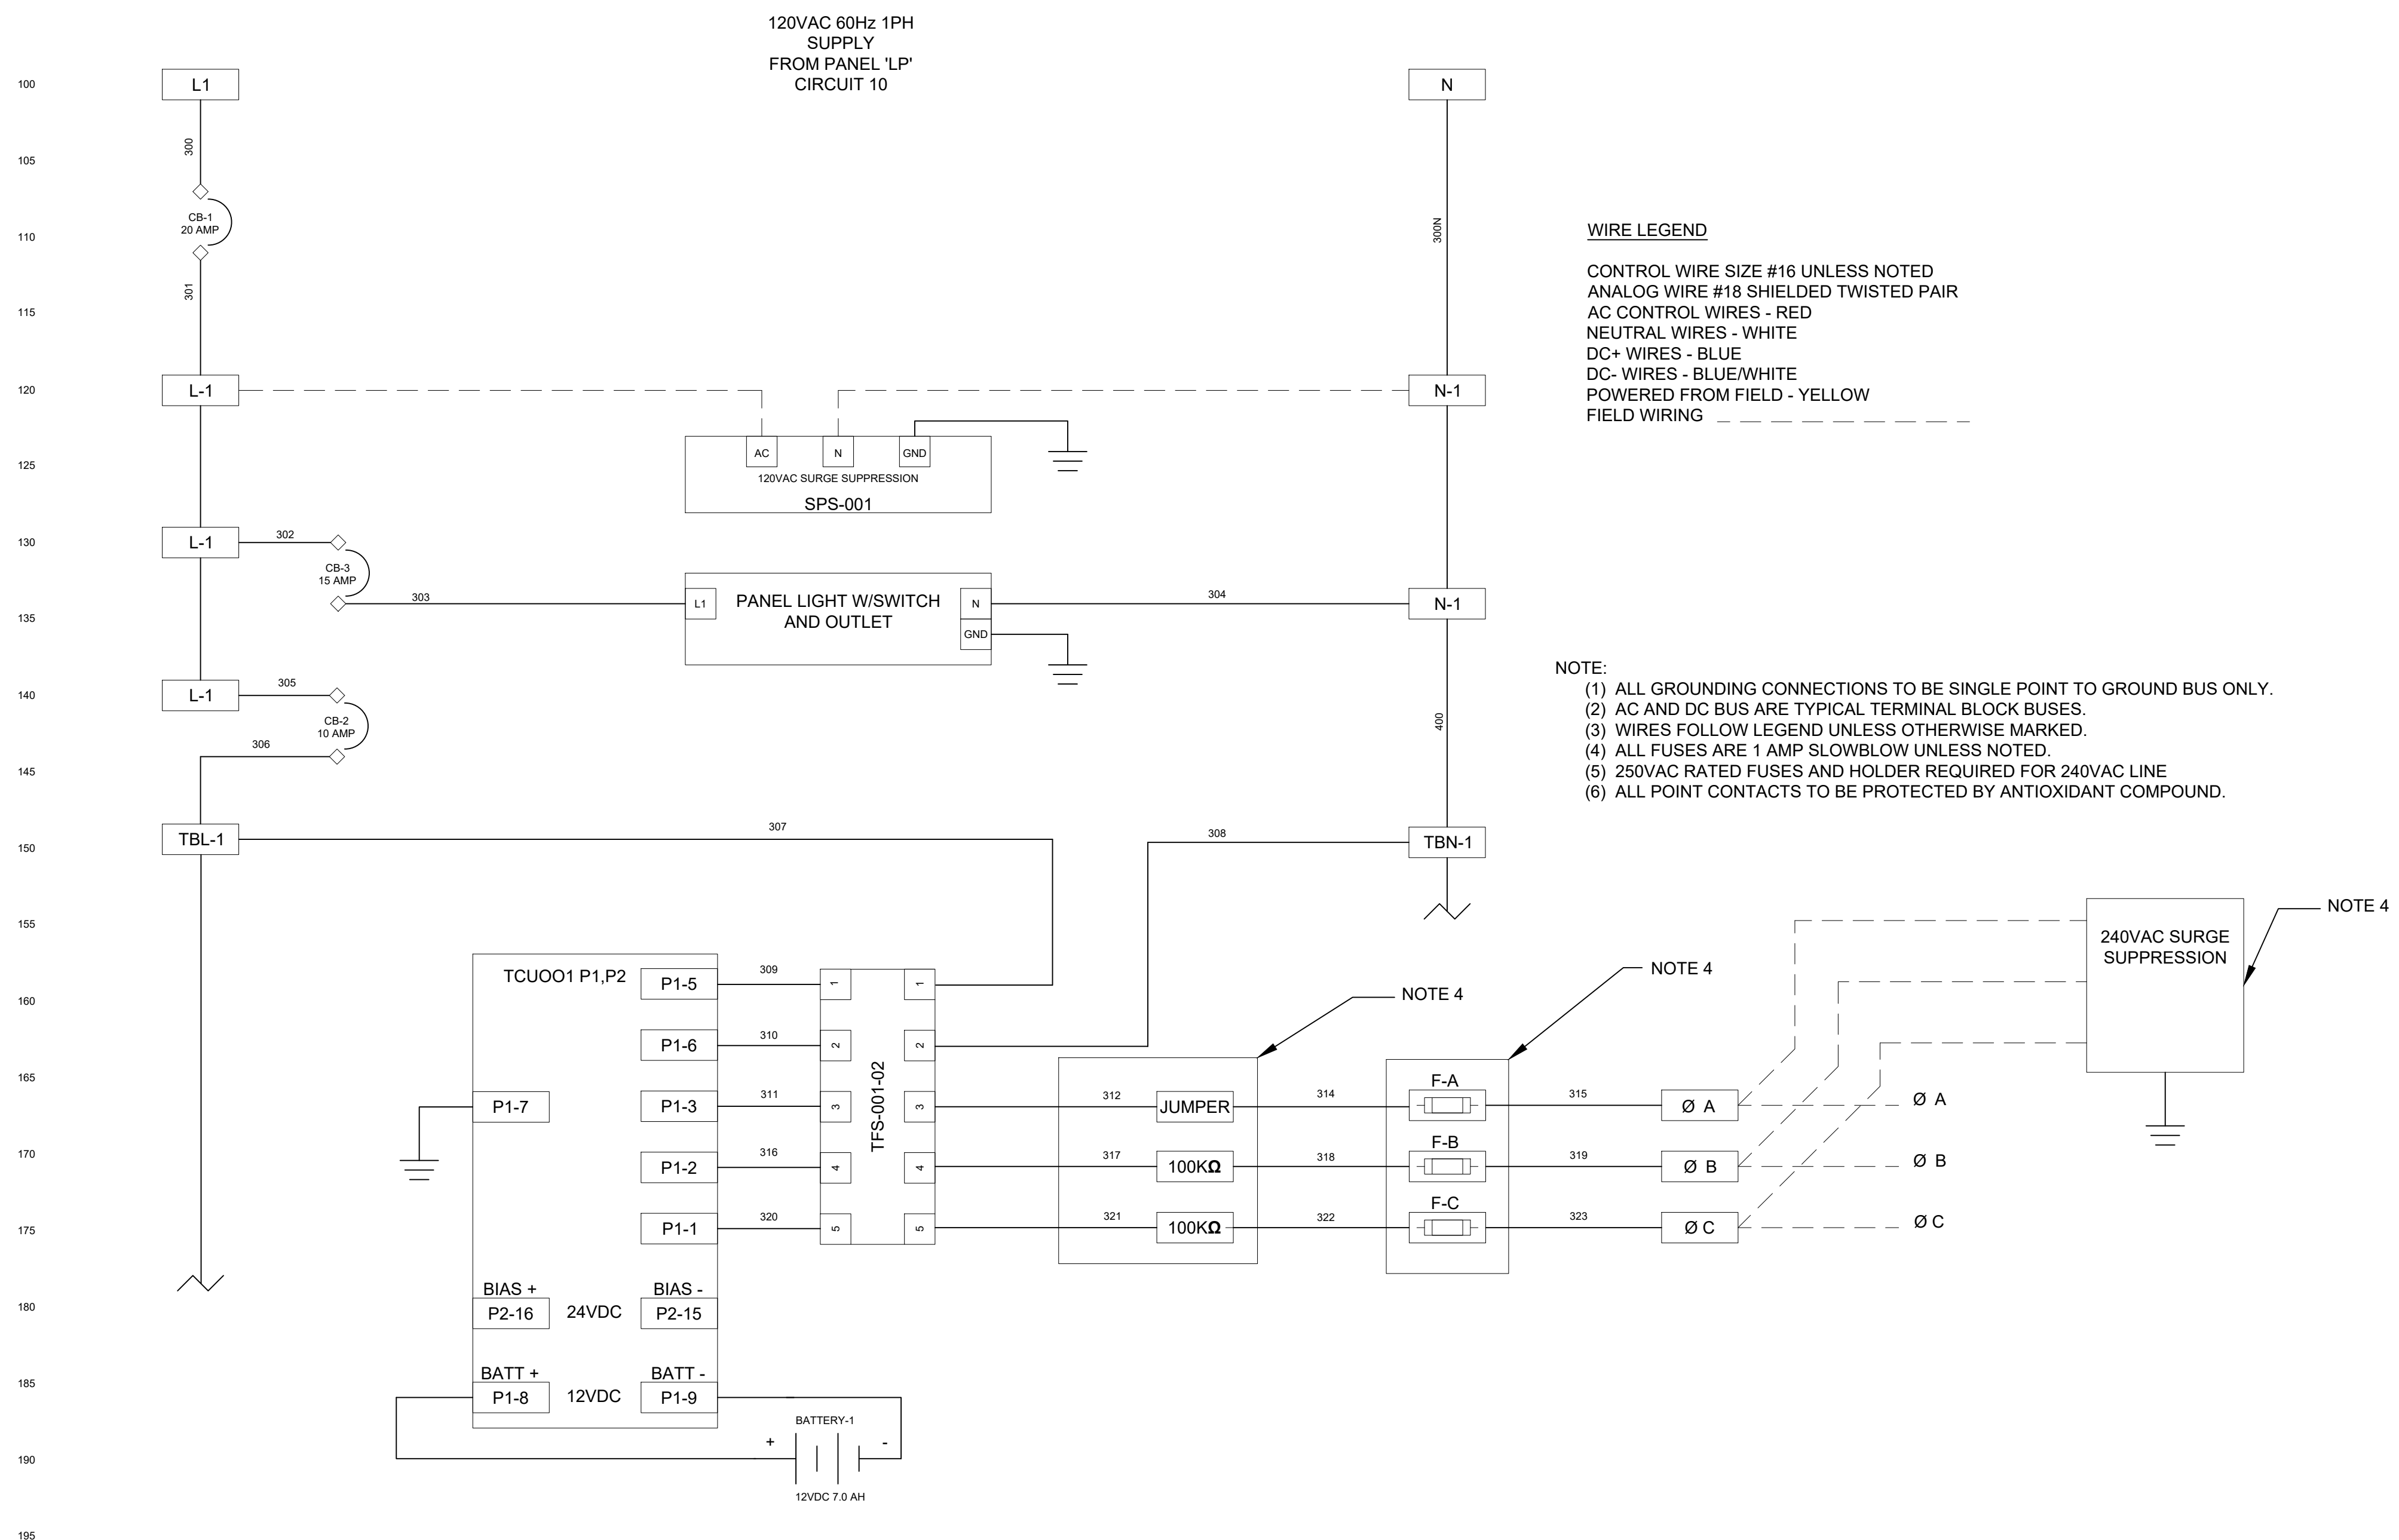 120VAC 60Hz 1PH
SUPPLY
FROM PANEL 'LP'
CIRCUIT 10
100
L1
N
300
105
CB-1
20 AMP
110
300N
301
115
WIRE LEGEND
CONTROL WIRE SIZE #16 UNLESS NOTED
ANALOG WIRE #18 SHIELDED TWISTED PAIR
AC CONTROL WIRES - RED
NEUTRAL WIRES - WHITE
DC+ WIRES - BLUE
DC- WIRES - BLUE/WHITE
POWERED FROM FIELD - YELLOW
FIELD WIRING
120
L-1
N-1
125
AC
N
GND
120VAC SURGE SUPPRESSION
SPS-001
130
L-1
302
CB-3
15 AMP
303
L1
PANEL LIGHT W/SWITCH
AND OUTLET
N
GND
304
N-1
135
140
L-1
305
CB-2
10 AMP
306
400
145
NOTE:
(1) ALL GROUNDING CONNECTIONS TO BE SINGLE POINT TO GROUND BUS ONLY.
(2) AC AND DC BUS ARE TYPICAL TERMINAL BLOCK BUSES.
(3) WIRES FOLLOW LEGEND UNLESS OTHERWISE MARKED.
(4) ALL FUSES ARE 1 AMP SLOWBLOW UNLESS NOTED.
(5) 250VAC RATED FUSES AND HOLDER REQUIRED FOR 240VAC LINE
(6) ALL POINT CONTACTS TO BE PROTECTED BY ANTIOXIDANT COMPOUND.
150
TBL-1
307
308
TBN-1
155
NOTE 4
240VAC SURGE
SUPPRESSION
NOTE 4
NOTE 4
160
TCUOO1 P1,P2
P1-5
309
1
1
P1-6
310
2
2
TFS-001-02
165
P1-7
P1-3
311
3
3
312
JUMPER
314
F-A
315
Ø A
Ø A
170
P1-2
316
4
4
317
100KΩ
318
F-B
319
Ø B
Ø B
175
P1-1
320
5
5
321
100KΩ
322
F-C
323
Ø C
Ø C
180
BIAS +
BIAS -
P2-16
24VDC
P2-15
185
BATT +
BATT -
P1-8
12VDC
P1-9
BATTERY-1
+
-
190
12VDC 7.0 AH
195